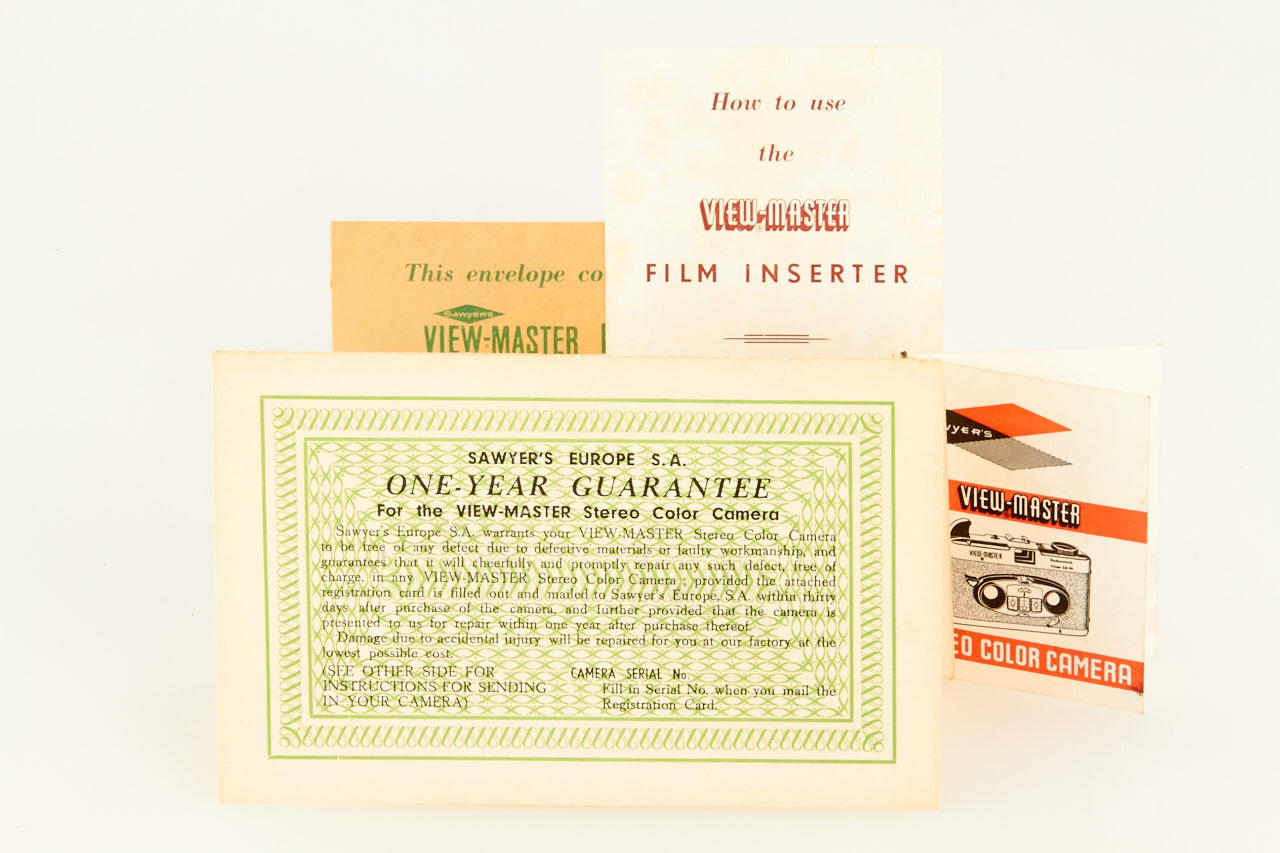 How to use
the
VIEW-MASTER
FILM INSERTER
This envelope co
SAWYER'S
VIEW-MASTER
SAWYER'S EUROPE S.A.
ONE-YEAR GUARANTEE
For the VIEW-MASTER Stereo Color Camera
Sawyer's Europe S.A. warrants your VIEW-MASTER Stereo Color Camera
to be free of any defect due to defective materials or faulty workmanship, and
guarantees that it will cheerfully and promptly repair any such defect, free of
charge, in any VIEW-MASTER Stereo Color Camera ; provided the attached
registration card is filled out and mailed to Sawyer's Europe, S.A. within thirty
days after purchase of the camera, and further provided that the camera is
presented to us for repair within one year after purchase thereof.
Damage due to accidental injury will be repaired for you at our factory at the
lowest possible cost.
(SEE OTHER SIDE FOR
INSTRUCTIONS FOR SENDING
IN YOUR CAMERA)
CAMERA SERIAL No.
Fill in Serial No. when you mail the
Registration Card.
WYER'S
VIEW-MASTER
VIEW-MASTER
EO COLOR CAMERA